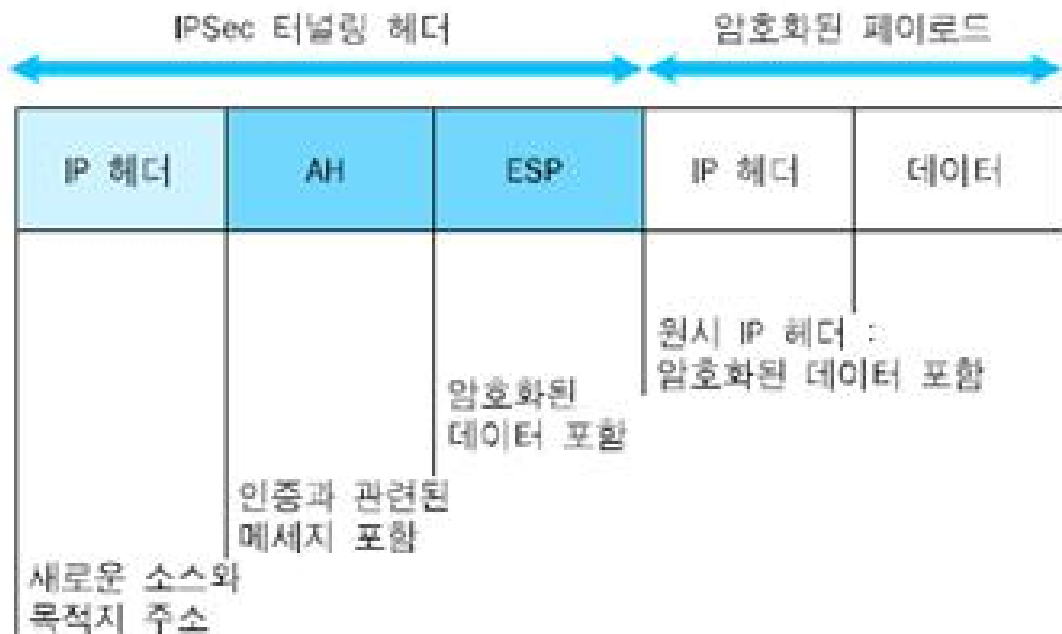 IPSec 터널링 헤더
암호화된 페이로드
IP 헤더
AH
ESP
IP 헤더
데이터
원시 IP 헤더 :
암호화된 데이터 포함
암호화된
데이터 포함
인증과 관련된
메세지 포함
새로운 소스와
목적지 주소